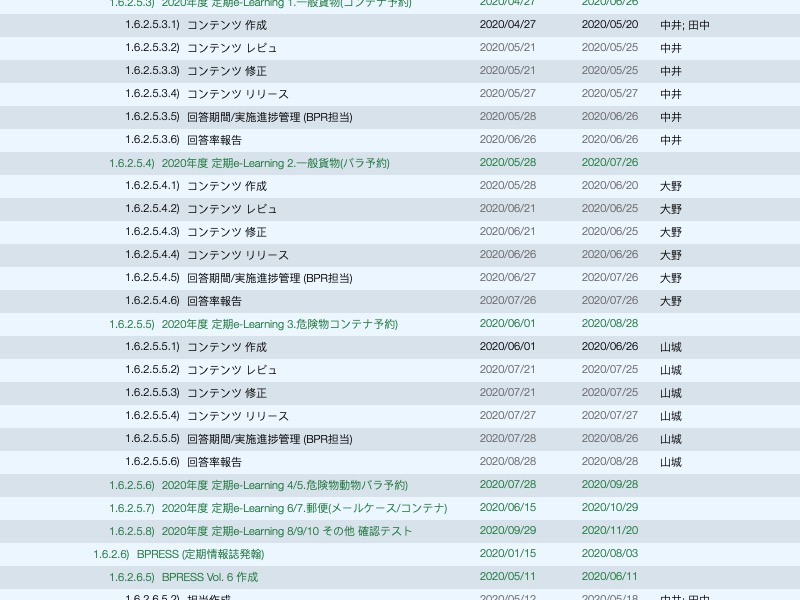 1.6.2.5.3) 2020年度 定期e-Learning 1.一般貨物(コンテナ予約) 2020/04/27 2020/06/26
1.6.2.5.3.1) コンテンツ 作成 2020/04/27 2020/05/20 中井; 田中
1.6.2.5.3.2) コンテンツ レビュ 2020/05/21 2020/05/25 中井
1.6.2.5.3.3) コンテンツ 修正 2020/05/21 2020/05/25 中井
1.6.2.5.3.4) コンテンツ リリース 2020/05/27 2020/05/27 中井
1.6.2.5.3.5) 回答期間/実施進捗管理 (BPR担当) 2020/05/28 2020/06/26 中井
1.6.2.5.3.6) 回答率報告 2020/06/26 2020/06/26 中井
1.6.2.5.4) 2020年度 定期e-Learning 2.一般貨物(バラ予約) 2020/05/28 2020/07/26
1.6.2.5.4.1) コンテンツ 作成 2020/05/28 2020/06/20 大野
1.6.2.5.4.2) コンテンツ レビュ 2020/06/21 2020/06/25 大野
1.6.2.5.4.3) コンテンツ 修正 2020/06/21 2020/06/25 大野
1.6.2.5.4.4) コンテンツ リリース 2020/06/26 2020/06/26 大野
1.6.2.5.4.5) 回答期間/実施進捗管理 (BPR担当) 2020/06/27 2020/07/26 大野
1.6.2.5.4.6) 回答率報告 2020/07/26 2020/07/26 大野
1.6.2.5.5) 2020年度 定期e-Learning 3.危険物コンテナ予約) 2020/06/01 2020/08/28
1.6.2.5.5.1) コンテンツ 作成 2020/06/01 2020/06/26 山城
1.6.2.5.5.2) コンテンツ レビュ 2020/07/21 2020/07/25 山城
1.6.2.5.5.3) コンテンツ 修正 2020/07/21 2020/07/25 山城
1.6.2.5.5.4) コンテンツ リリース 2020/07/27 2020/07/27 山城
1.6.2.5.5.5) 回答期間/実施進捗管理 (BPR担当) 2020/07/28 2020/08/26 山城
1.6.2.5.5.6) 回答率報告 2020/08/28 2020/08/28 山城
1.6.2.5.6) 2020年度 定期e-Learning 4/5.危険物動物バラ予約) 2020/07/28 2020/09/28
1.6.2.5.7) 2020年度 定期e-Learning 6/7.郵便(メールケース/コンテナ) 2020/06/15 2020/10/29
1.6.2.5.8) 2020年度 定期e-Learning 8/9/10 その他 確認テスト 2020/09/29 2020/11/20
1.6.2.6) BPRESS (定期情報誌発翰) 2020/01/15 2020/08/03
1.6.2.6.5) BPRESS Vol. 6 作成 2020/05/11 2020/06/11
1.6.2.6.5.2) 担当作成 2020/05/12 2020/05/18 中井; 田中